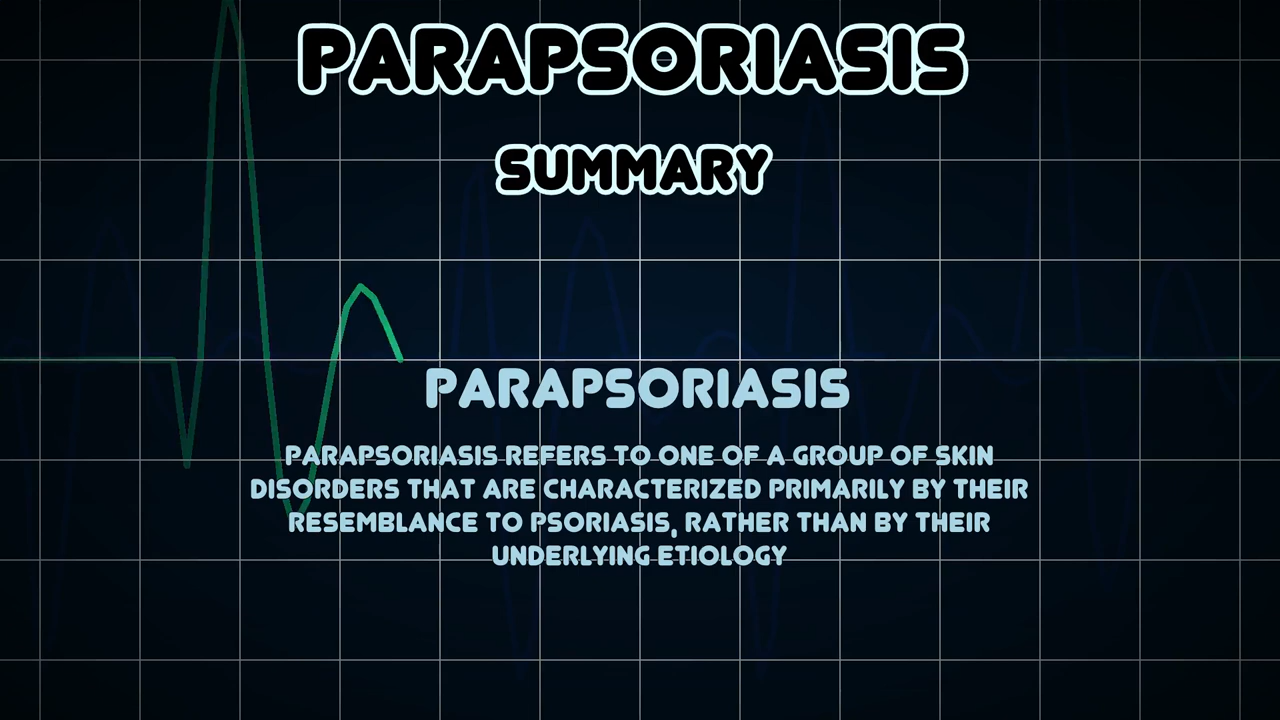 PARAPSORIASIS
SUMMARY
PARAPSORIASIS
PARAPSORIASIS REFERS TO ONE OF A GROUP OF SKIN
DISORDERS THAT ARE CHARACTERIZED PRIMARILY BY THEIR
RESEMBLANCE TO PSORIASIS, RATHER THAN BY THEIR
UNDERLYING ETIOLOGY